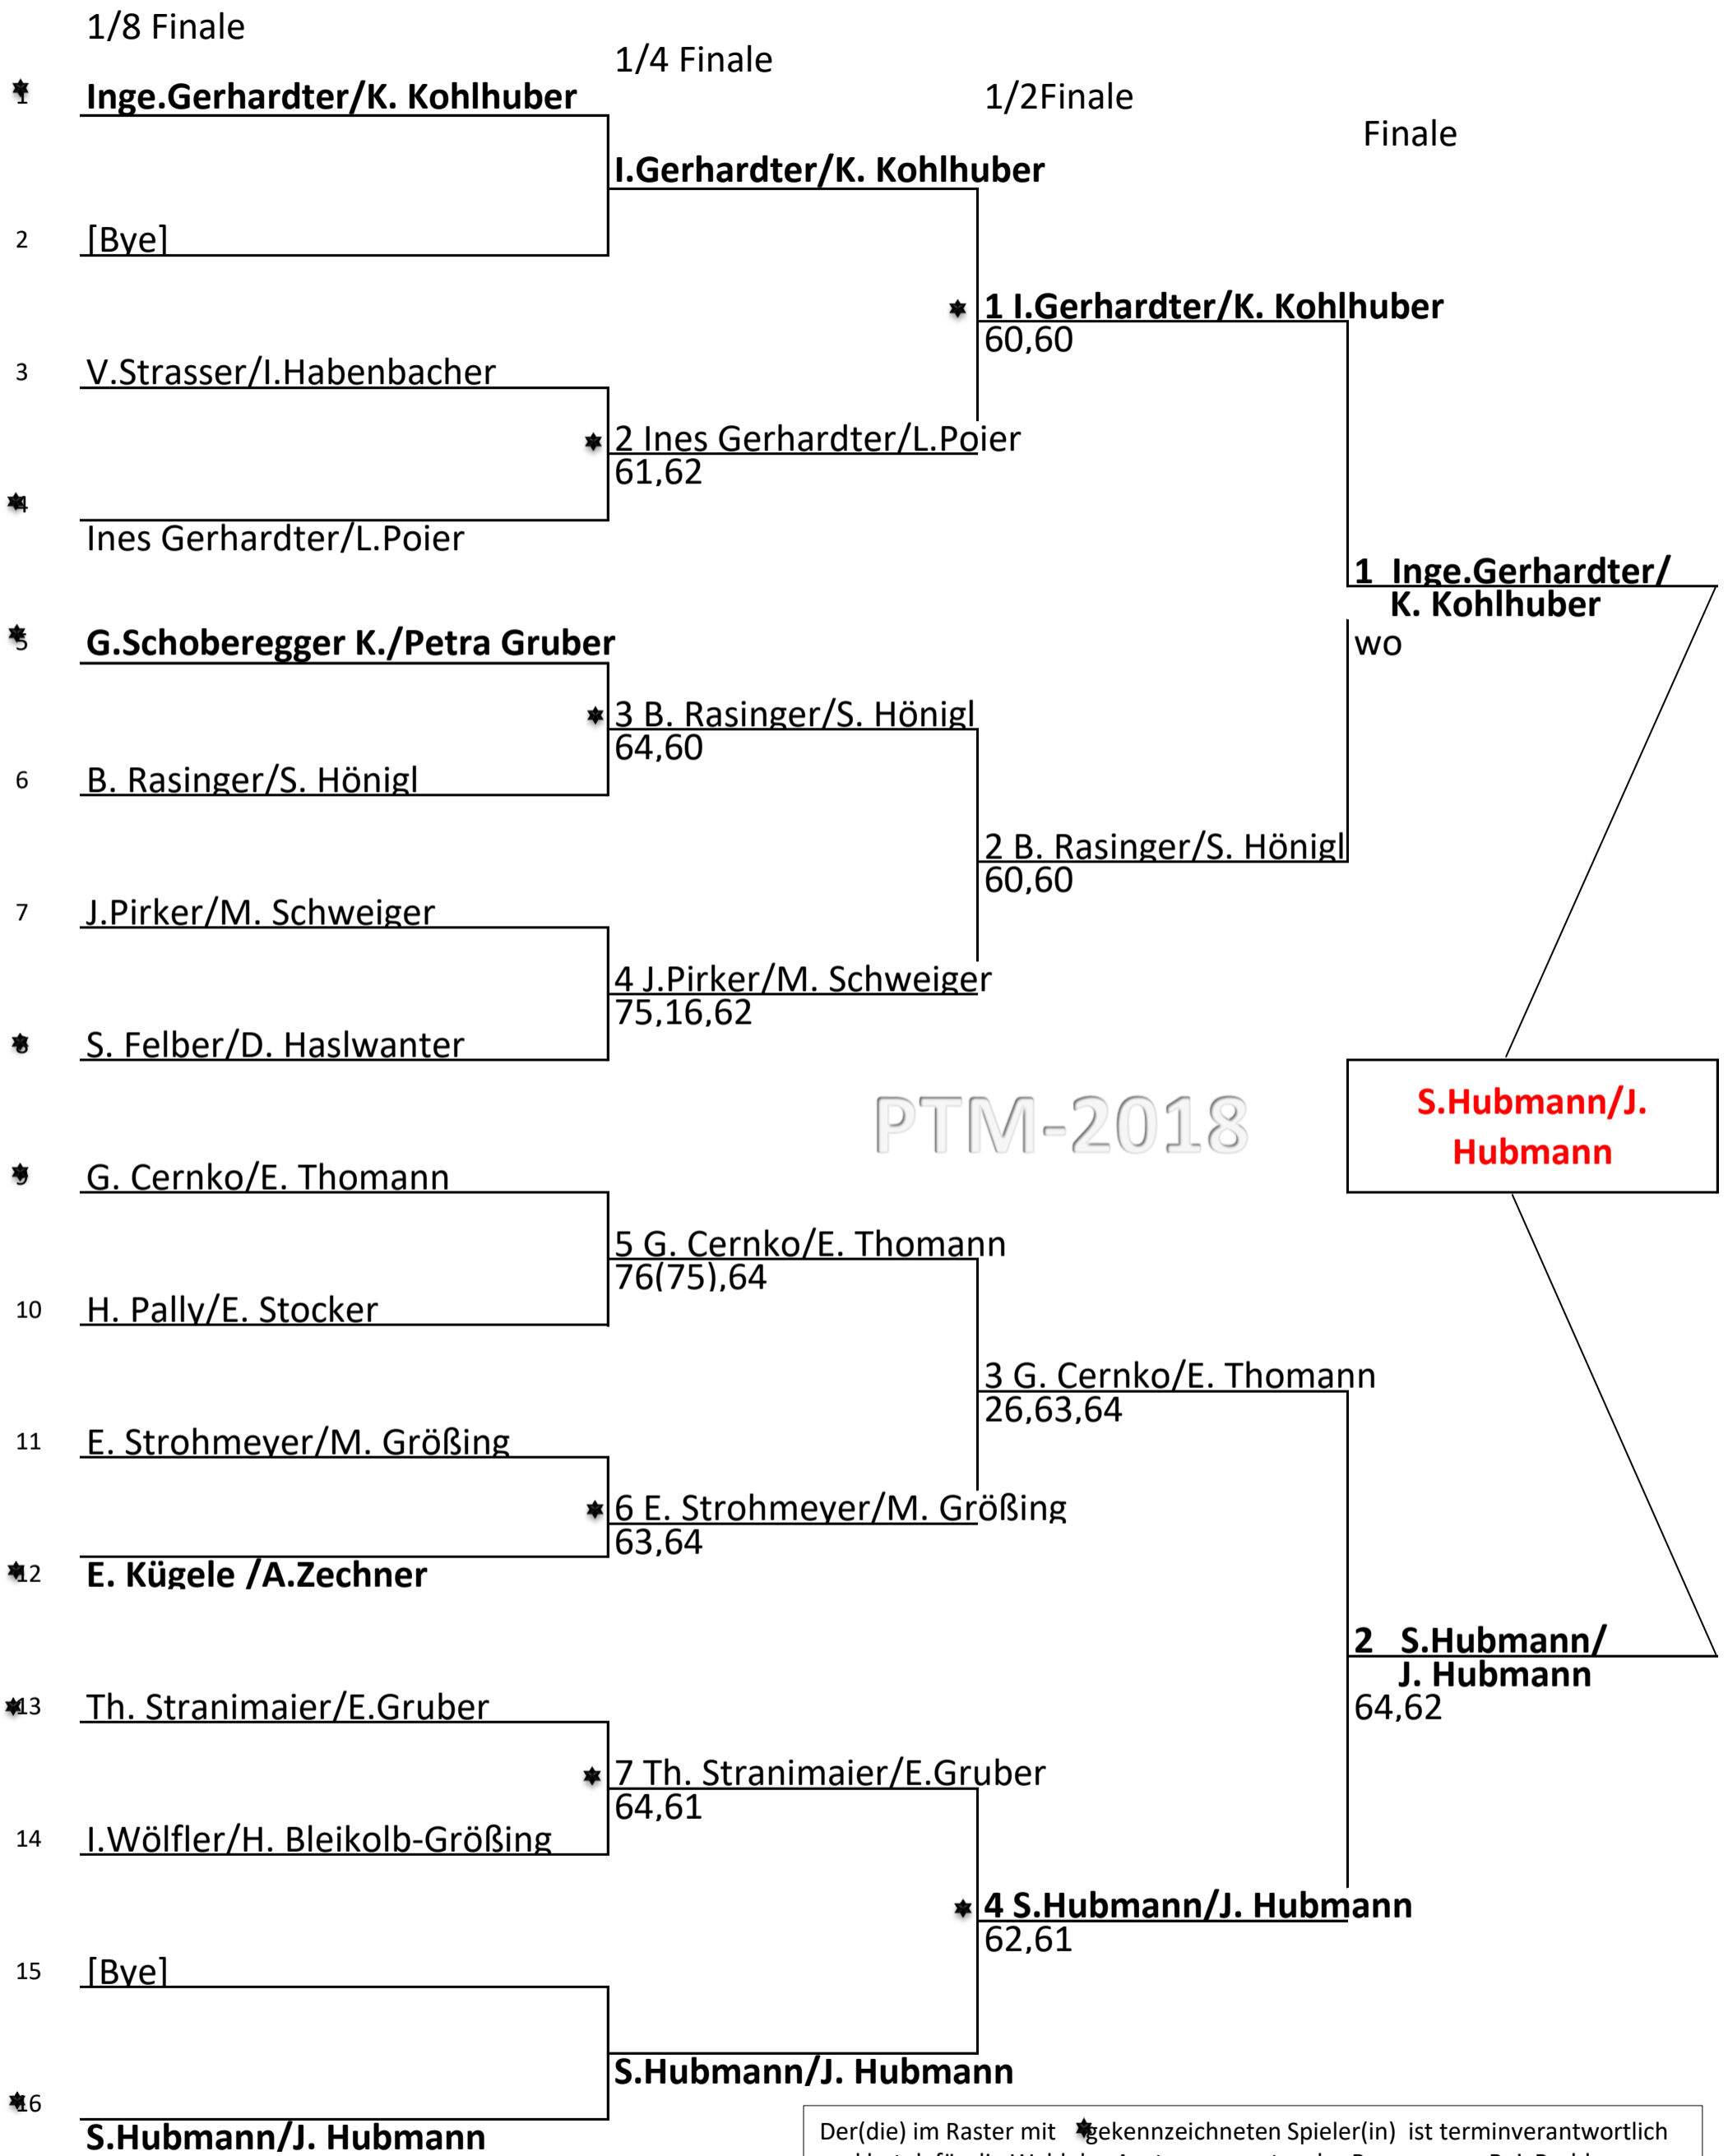 1/8 Finale
1/4 Finale
1/2Finale
Finale
1 Inge.Gerhardter/K. Kohlhuber
I.Gerhardter/K. Kohlhuber
2 [Bye]
1 I.Gerhardter/K. Kohlhuber
60,60
3 V.Strasser/I.Habenbacher
2 Ines Gerhardter/L.Poier
61,62
4 Ines Gerhardter/L.Poier
1 Inge.Gerhardter/
K. Kohlhuber
wo
5 G.Schoberegger K./Petra Gruber
3 B. Rasinger/S. Hönigl
64,60
6 B. Rasinger/S. Hönigl
2 B. Rasinger/S. Hönigl
60,60
7 J.Pirker/M. Schweiger
4 J.Pirker/M. Schweiger
75,16,62
8 S. Felber/D. Haslwanter
PTM-2018
S.Hubmann/J.
Hubmann
9 G. Cernko/E. Thomann
5 G. Cernko/E. Thomann
76(75),64
10 H. Pally/E. Stocker
3 G. Cernko/E. Thomann
26,63,64
11 E. Strohmeyer/M. Größing
6 E. Strohmeyer/M. Größing
63,64
12 E. Kügele /A.Zechner
2 S.Hubmann/
J. Hubmann
64,62
13 Th. Stranimaier/E.Gruber
7 Th. Stranimaier/E.Gruber
64,61
14 I.Wölfler/H. Bleikolb-Größing
4 S.Hubmann/J. Hubmann
62,61
15 [Bye]
S.Hubmann/J. Hubmann
16 S.Hubmann/J. Hubmann
Der(die) im Raster mit gekennzeichneten Spieler(in) ist terminverantwortlich